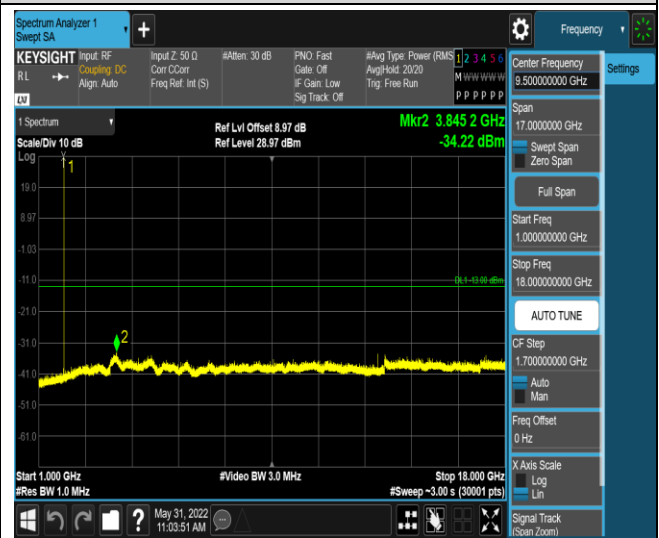 Spectrum Analyzer 1
Swept SA
Frequency
KEYSIGHT
RL
LXI
Input: RF
Coupling: DC
Align: Auto
Input Z: 50 Ω
Corr CCorr
Freq Ref: Int (S)
#Atten: 30 dB
PNO: Fast
Gate: Off
IF Gain: Low
Sig Track: Off
#Avg Type: Power (RMS
Avg|Hold: 20/20
Trig: Free Run
1 2 3 4 5 6
M W W W W W
P P P P P P
Settings
Center Frequency
9.500000000 GHz
Span
17.0000000 GHz
Swept Span
Zero Span
Full Span
Start Freq
1.000000000 GHz
Stop Freq
18.000000000 GHz
AUTO TUNE
CF Step
1.700000000 GHz
Auto
Man
Freq Offset
0 Hz
X Axis Scale
Log
Lin
Signal Track
(Span Zoom)
1 Spectrum
Scale/Div 10 dB
Log
Ref Lvl Offset 8.97 dB
Ref Level 28.97 dBm
Mkr2 3.845 2 GHz
-34.22 dBm
1
19.0
8.97
-1.03
-11.0
DL1 -13.00 dBm
-21.0
-31.0
2
-41.0
-51.0
-61.0
Start 1.000 GHz
#Video BW 3.0 MHz
Stop 18.000 GHz
#Res BW 1.0 MHz
#Sweep ~3.00 s (30001 pts)
?
May 31, 2022
11:03:51 AM